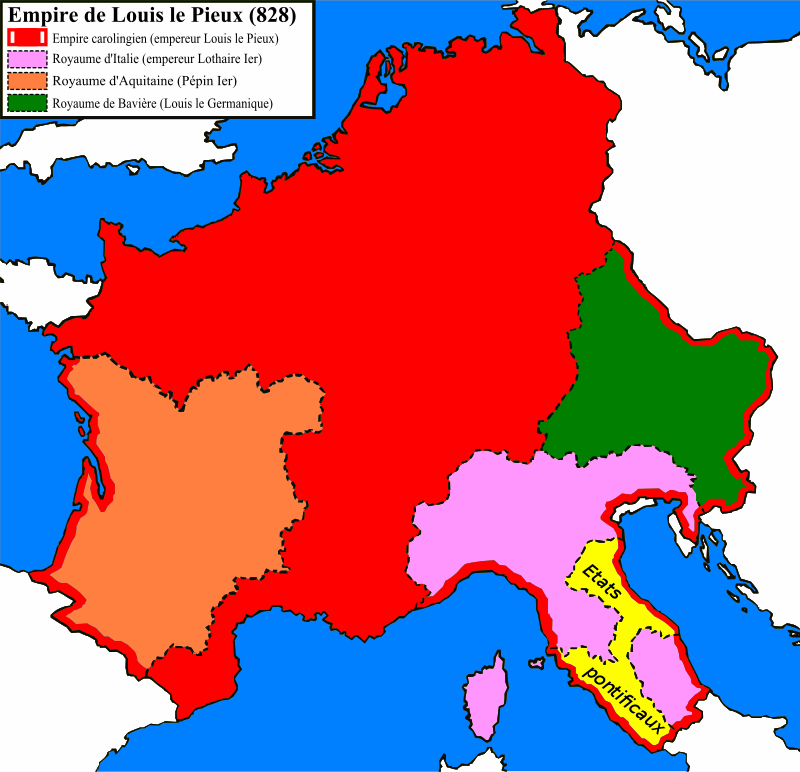 Empire de Louis le Pieux (828)
Empire carolingien (empereur Louis le Pieux)
Royaume d'Italie (empereur Lothaire Ier)
Royaume d'Aquitaine (Pépin Ier)
Royaume de Bavière (Louis le Germanique)
Etats
pontificaux